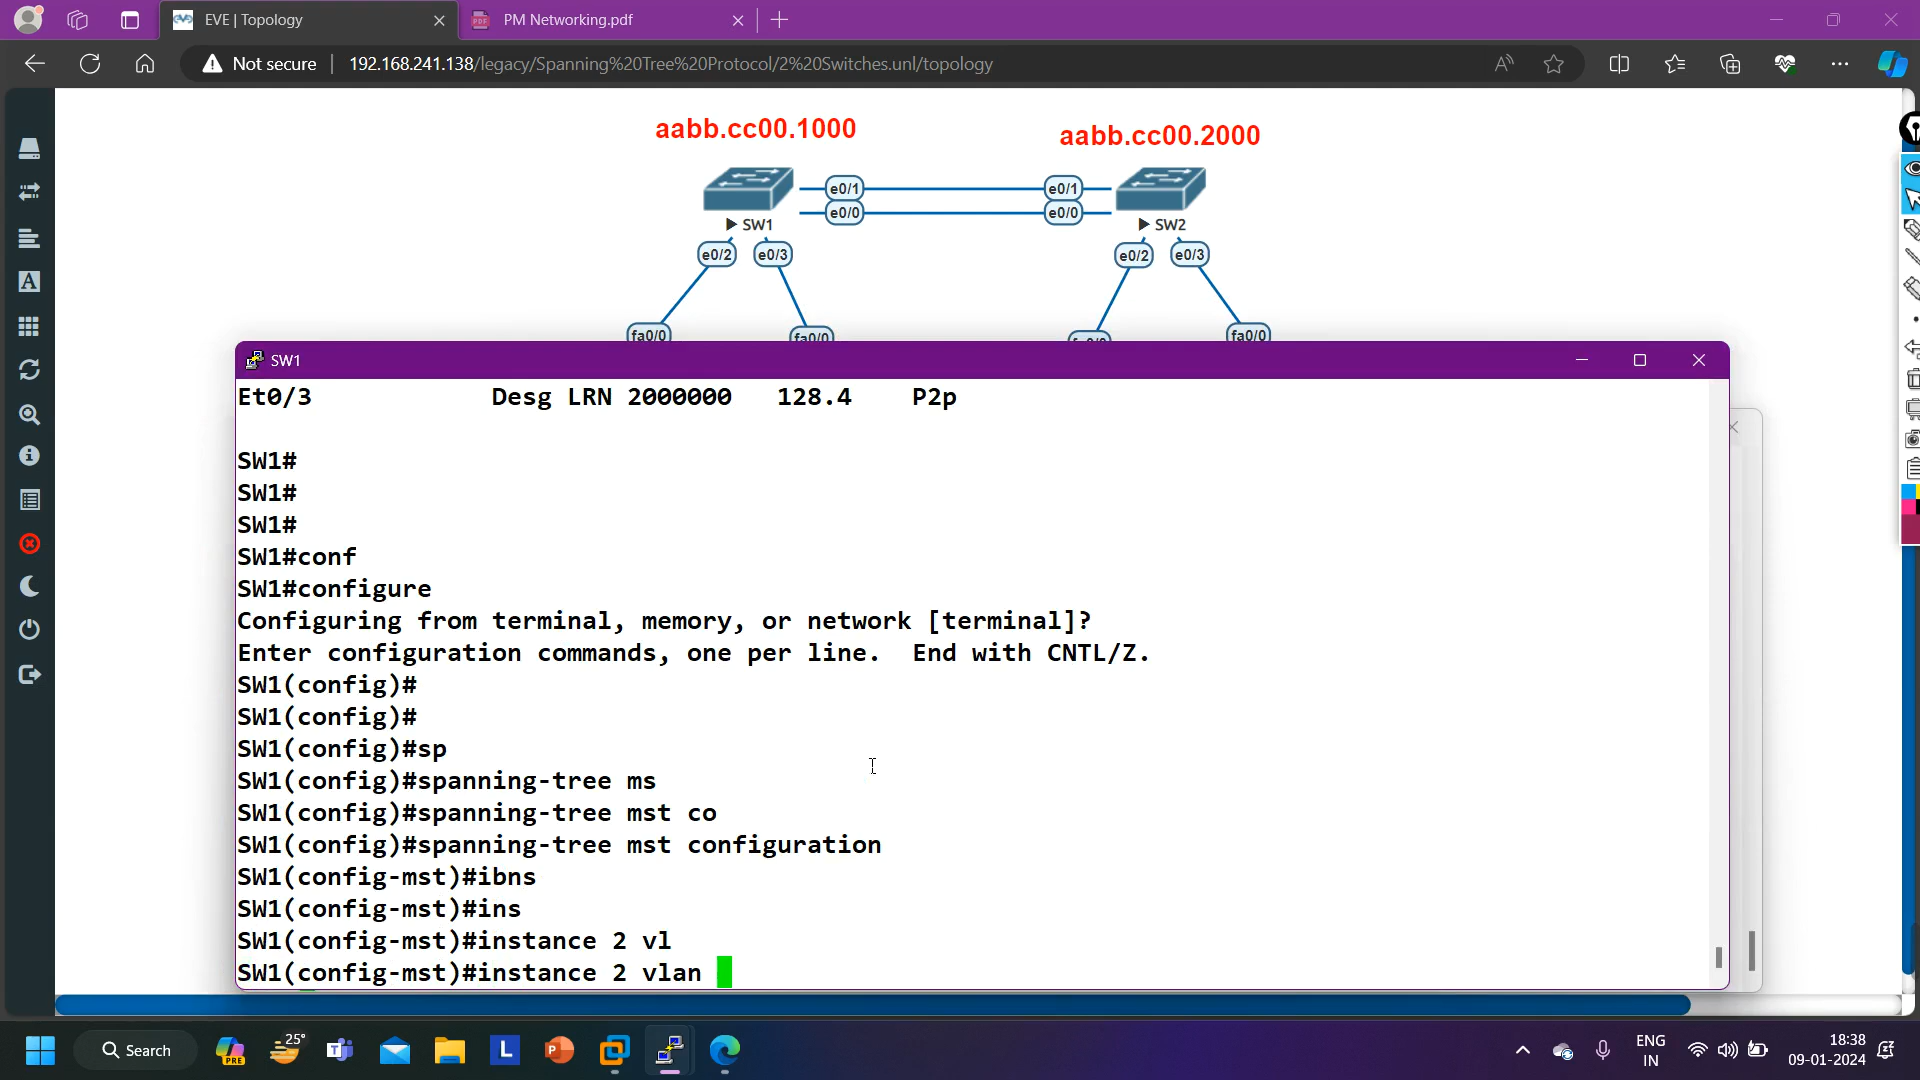 EVE | Topology
PM Networking.pdf
Not secure
192.168.241.138/legacy/Spanning%20Tree%20Protocol/2%20Switches.unl/topology
aabb.cc00.1000
aabb.cc00.2000
e0/1
e0/1
e0/0
e0/0
SW1
SW2
e0/2
e0/3
e0/2
e0/3
fa0/0
fa0/0
fa0/0
SW1
Et0/3 Desg LRN 2000000 128.4 P2p
SW1#
SW1#
SW1#
SW1#conf
SW1#configure
Configuring from terminal, memory, or network [terminal]?
Enter configuration commands, one per line. End with CNTL/Z.
SW1(config)#
SW1(config)#
SW1(config)#sp
SW1(config)#spanning-tree ms
SW1(config)#spanning-tree mst co
SW1(config)#spanning-tree mst configuration
SW1(config-mst)#ibns
SW1(config-mst)#ins
SW1(config-mst)#instance 2 vl
SW1(config-mst)#instance 2 vlan
Search
PRE
25°
L
ENG
IN
18:38
09-01-2024